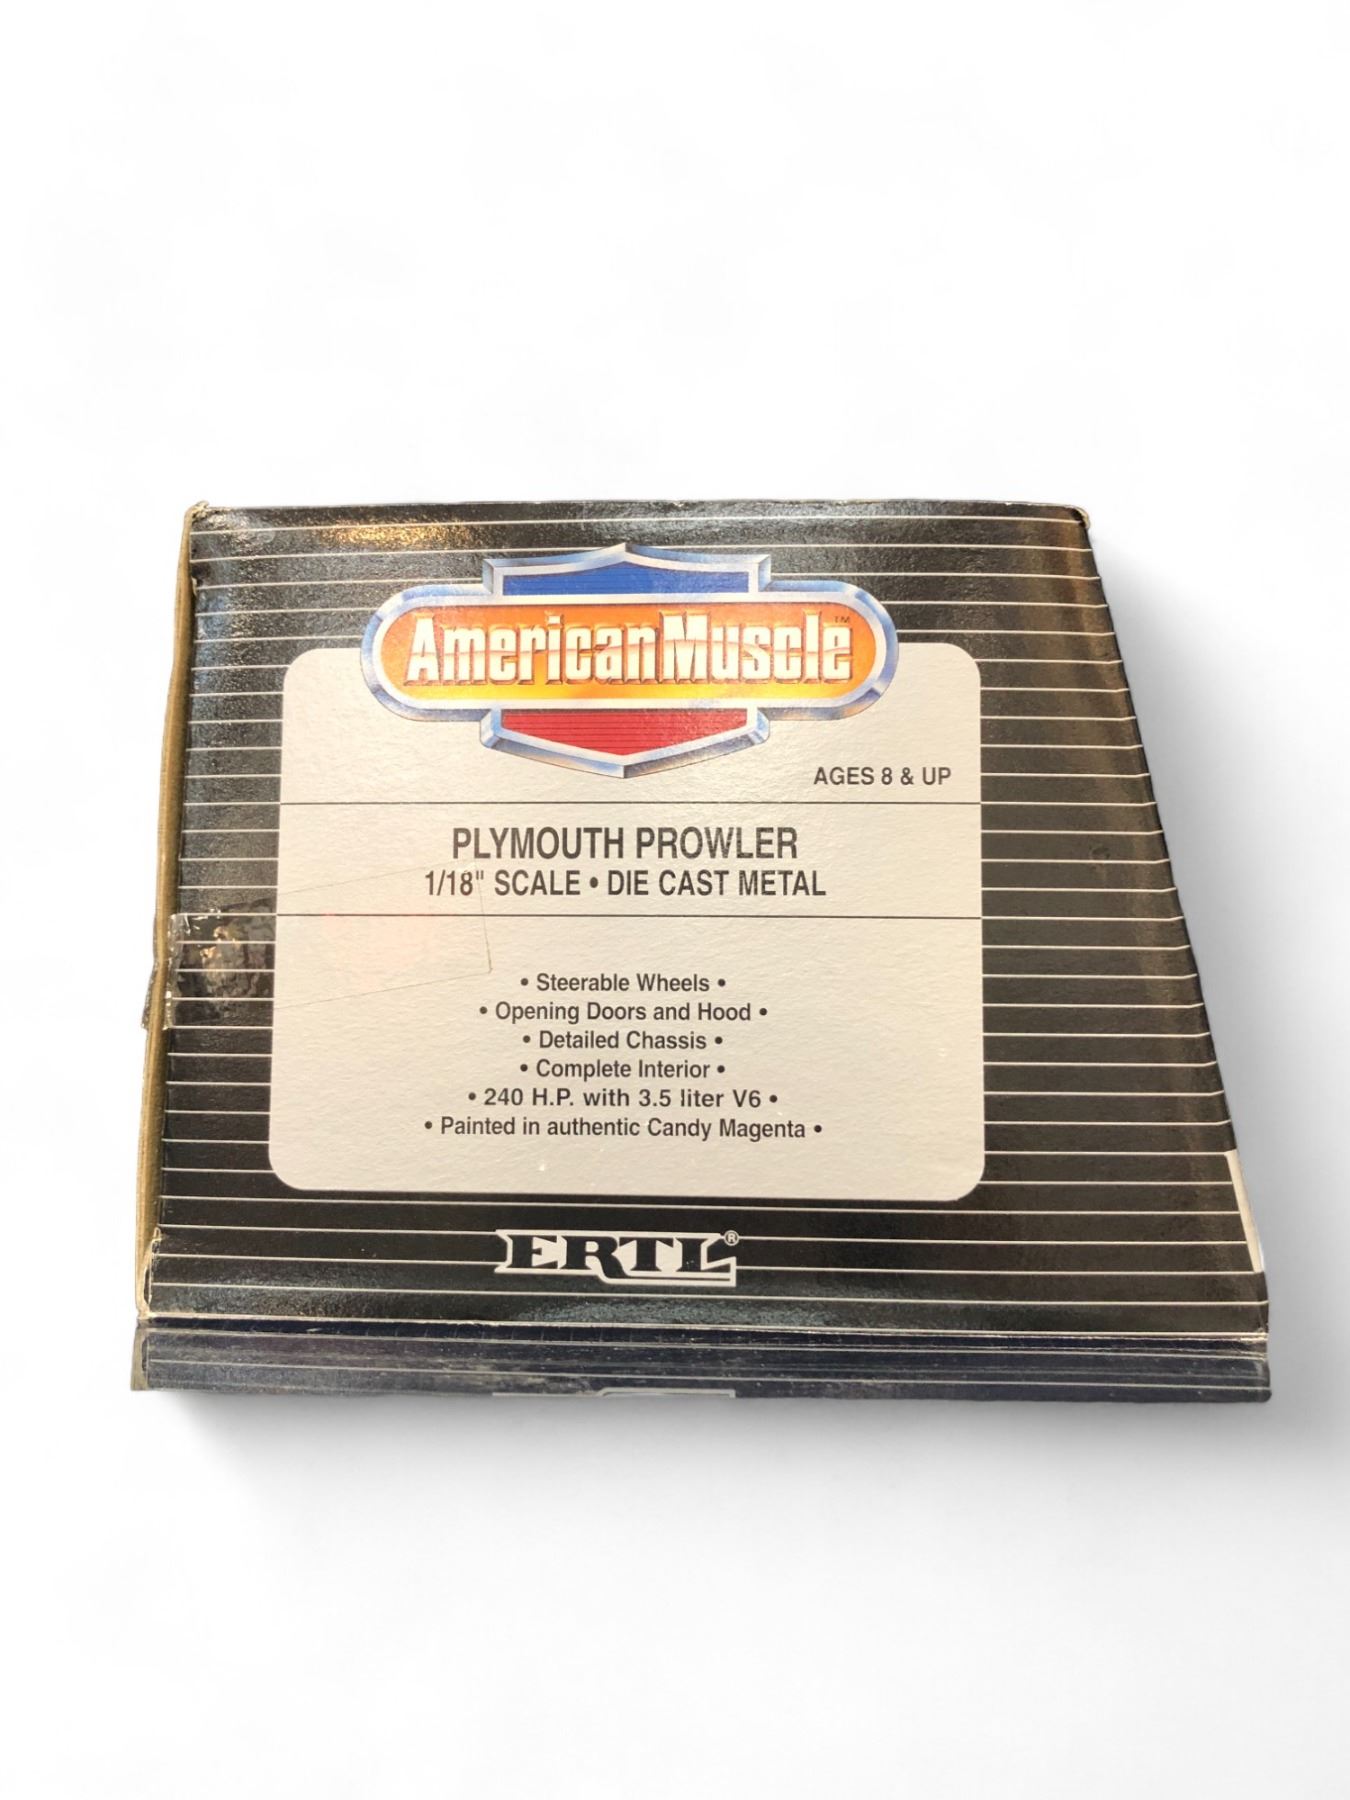 AmericanMuscle™
AGES 8 & UP
PLYMOUTH PROWLER
1/18" SCALE • DIE CAST METAL
• Steerable Wheels •
• Opening Doors and Hood •
• Detailed Chassis •
• Complete Interior •
• 240 H.P. with 3.5 liter V6 •
• Painted in authentic Candy Magenta •
ERTL®